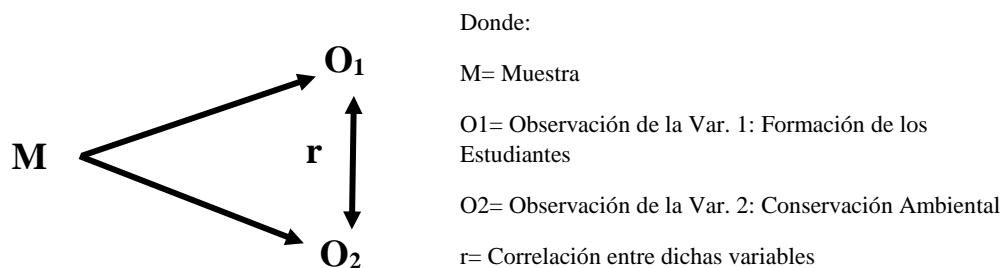 Donde:
O₁
M= Muestra
O1= Observación de la Var. 1: Formación de los
Estudiantes
M
r
O2= Observación de la Var. 2: Conservación Ambiental
O₂
r= Correlación entre dichas variables